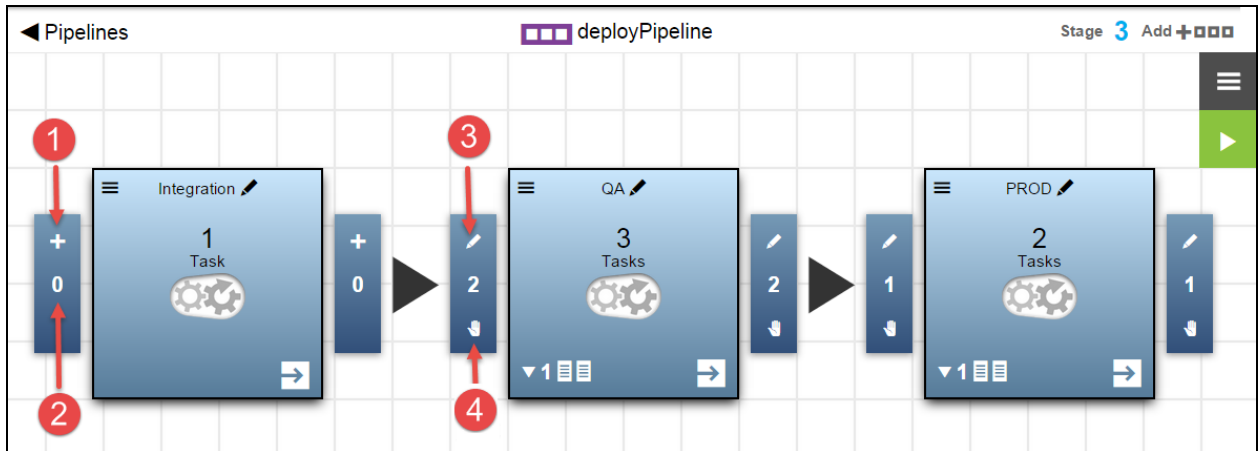 Pipelines
deployPipeline
Stage 3 Add
1
3
Integration
QA
PROD
1
Task
3
Tasks
2
Tasks
0
0
2
2
1
1
1
1
2
4